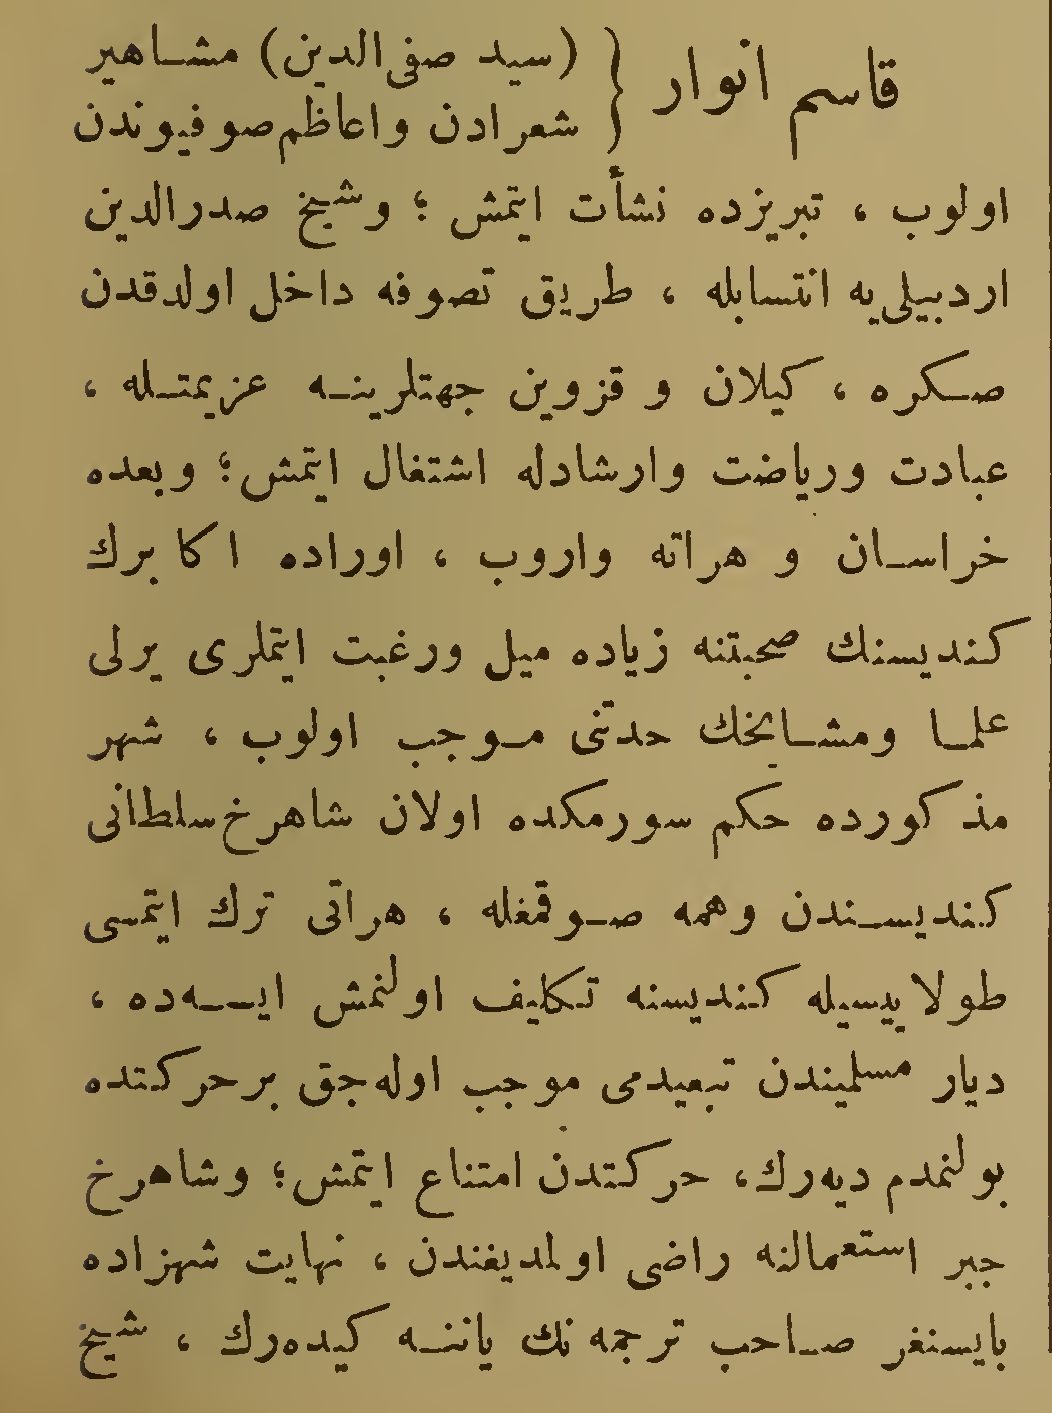 قاسم انوار { (سید صفی‌الدین) مشاهیر
شعرادن واعاظم صوفیوندن
اولوب ، تبریزده نشأت ایتمش ؛ وشیخ صدرالدین
اردبیلی‌یه انتسابله ، طریق تصوفه داخل اولدقدن
صکره ، کیلان و قزوین جهتلرینه عزیمتله ،
عبادت وریاضت وارشادله اشتغال ایتمش ؛ وبعده
خراسان و هراته واروب ، اوراده اکابرك
کندیسنك صحبتنه زیاده میل ورغبت ایتملری یرلی
علما ومشایخك حدتنی موجب اولوب ، شهر
مذکورده حکم سورمکده اولان شاهرخ سلطانی
کندیسندن وهمه صوقمغله ، هراتی ترك ایتمسی
طولاییسیله کندیسنه تکلیف اولنمش ایسه‌ده ،
دیار مسلمیندن تبعیدمی موجب اوله‌جق برحرکتده
بولنمدم دیه‌رك ، حرکتدن امتناع ایتمش ؛ وشاهرخ
جبر استعمالنه راضی اولمدیغندن ، نهایت شهزاده
بایسنغر صاحب ترجمه‌نك یاننه کیده‌رك ، شیخ